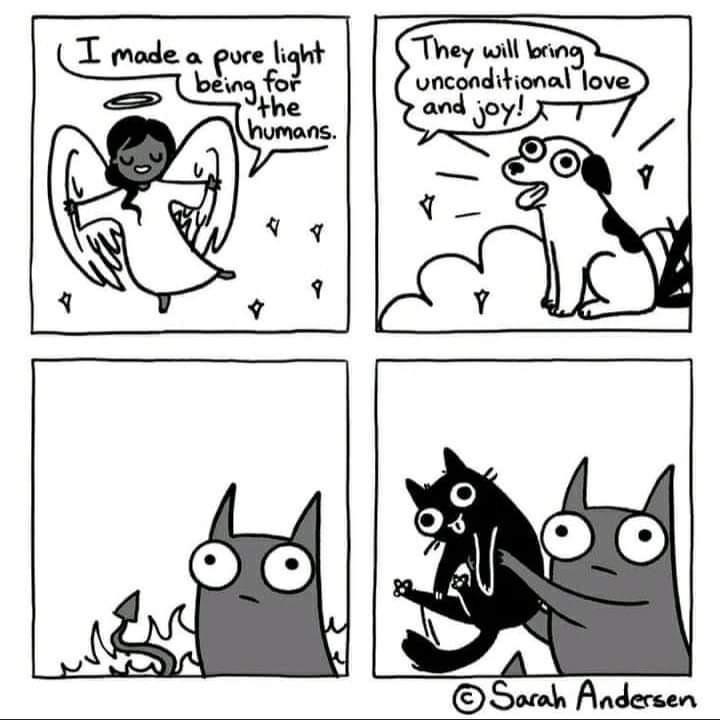 I made a pure light
being for
the
humans.
They will bring
unconditional love
and joy!
© Sarah Andersen